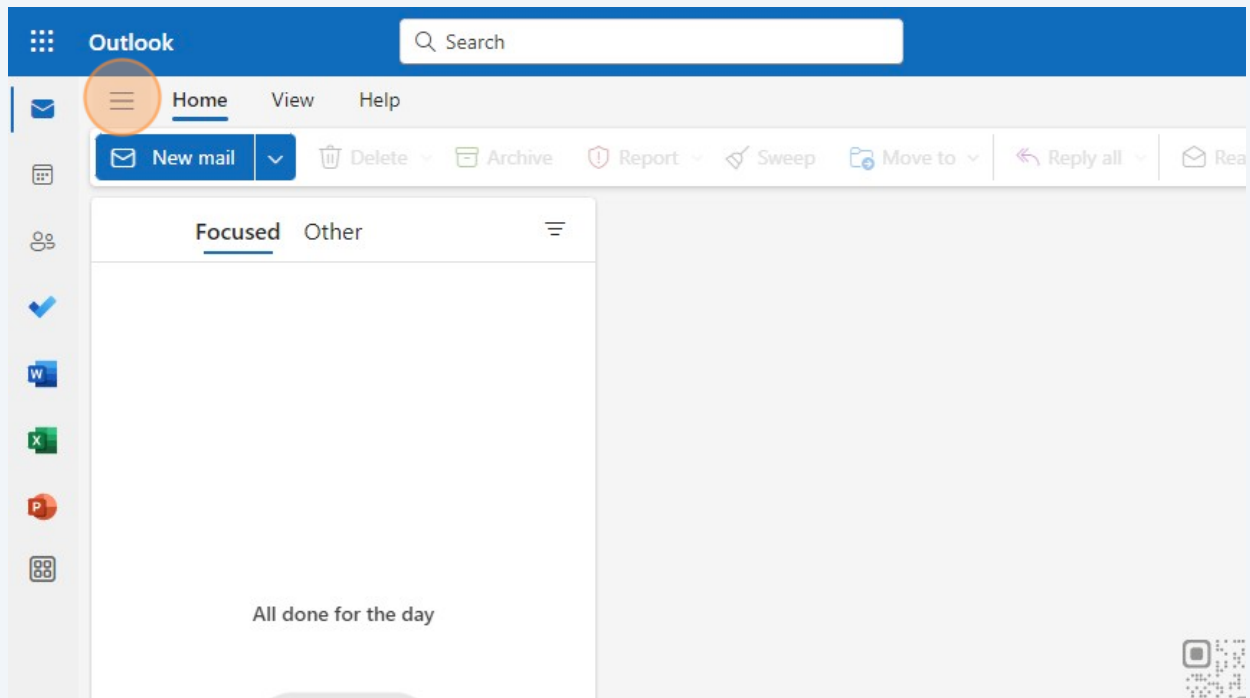 Outlook
Search
Home View Help
New mail Delete Archive Report Sweep Move to Reply all Rea
Focused Other
W
X
P
All done for the day